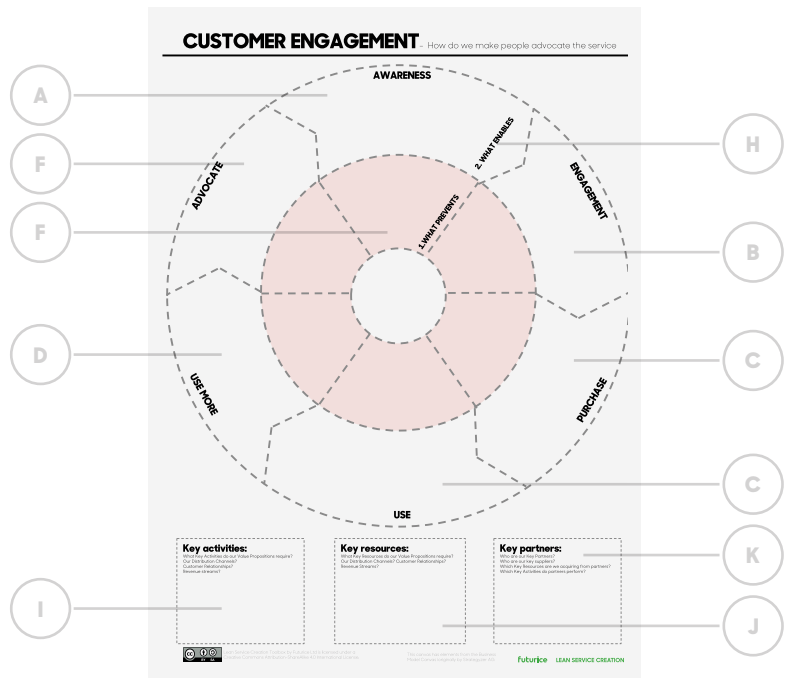 CUSTOMER ENGAGEMENT - How do we make people advocate the service
AWARENESS
A
2. WHAT ENABLES
H
F
ADVOCATE
ENGAGEMENT
F
1.WHAT PREVENTS
B
D
C
USE MORE
PURCHASE
C
USE
Key activities:
What Key Activities do our Value Propositions require?
Our Distribution Channels?
Customer Relationships?
Revenue streams?
Key resources:
What Key Resources do our Value Propositions require?
Our Distribution Channels? Customer Relationships?
Revenue Streams?
Key partners:
Who are our Key Partners?
Who are our key suppliers?
Which Key Resources are we acquiring from partners?
Which Key Activities do partners perform?
K
I
J
cc BY SA
futurice LEAN SERVICE CREATION